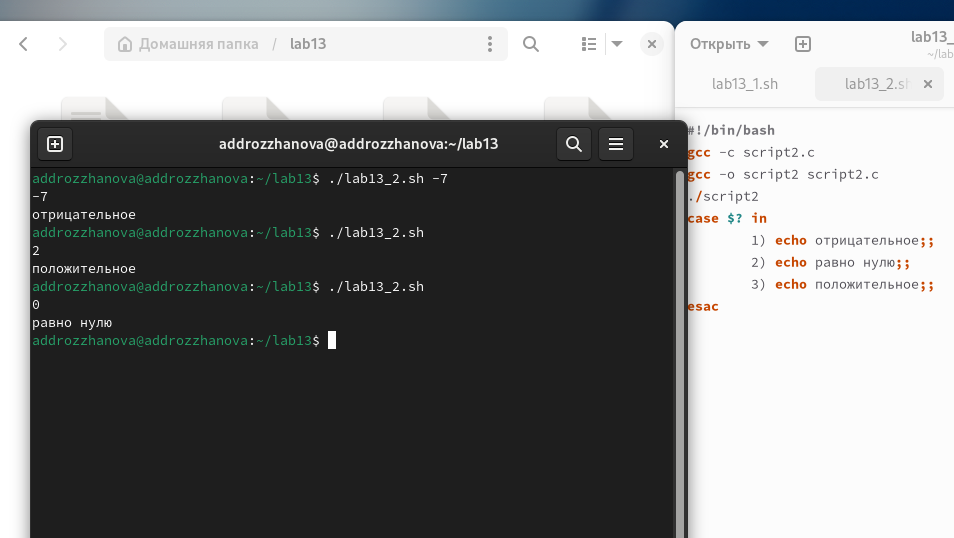 Домашняя папка / lab13
Открыть
lab13_
~/lab
lab13_1.sh
lab13_2.sh
addrozzhanova@addrozzhanova:~/lab13
addrozzhanova@addrozzhanova:~/lab13$ ./lab13_2.sh -7
-7
отрицательное
addrozzhanova@addrozzhanova:~/lab13$ ./lab13_2.sh
2
положительное
addrozzhanova@addrozzhanova:~/lab13$ ./lab13_2.sh
0
равно нулю
addrozzhanova@addrozzhanova:~/lab13$
#!/bin/bash
gcc -c script2.c
gcc -o script2 script2.c
./script2
case $? in
1) echo отрицательное;;
2) echo равно нулю;;
3) echo положительное;;
esac